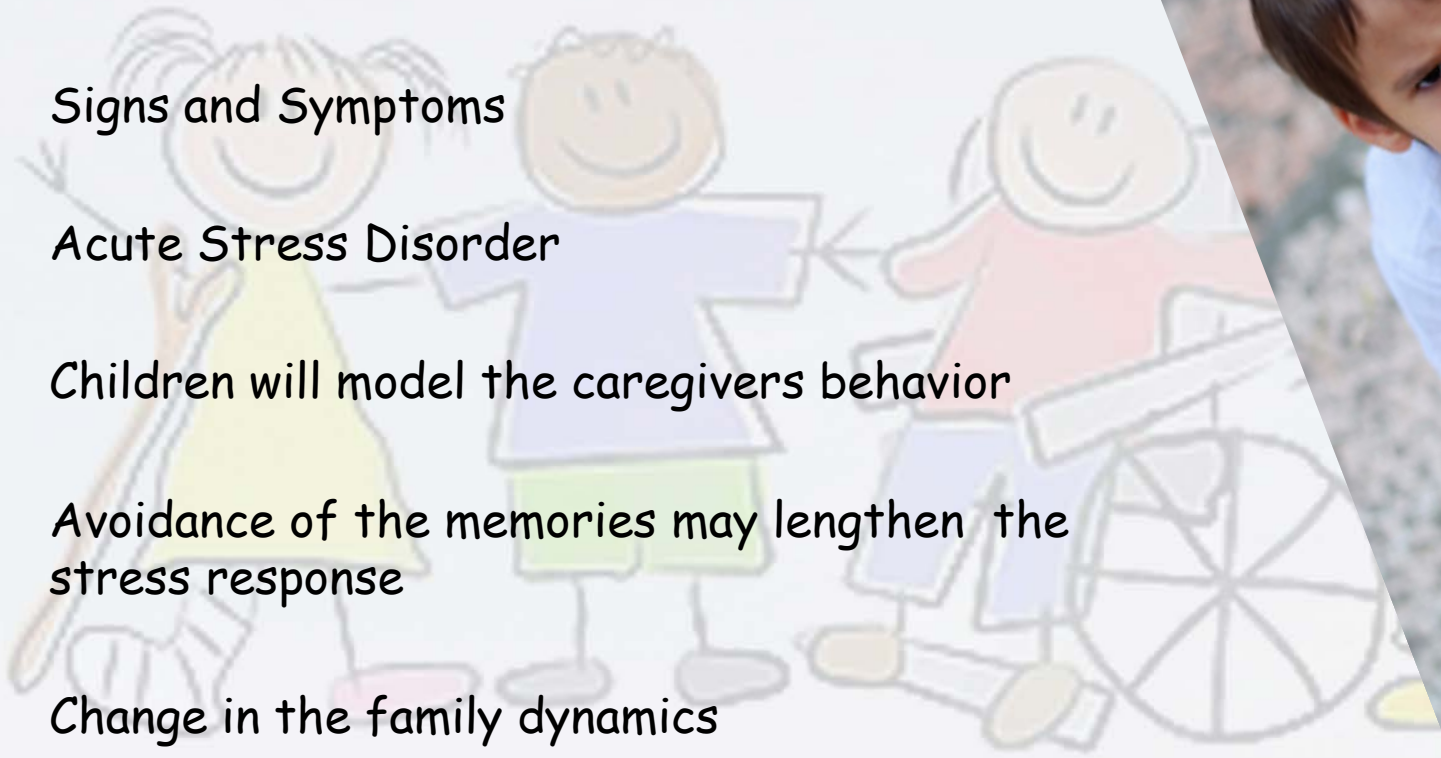 Signs and Symptoms
Acute Stress Disorder
Children will model the caregivers behavior
Avoidance of the memories may lengthen  the
stress response
Change in the family dynamics